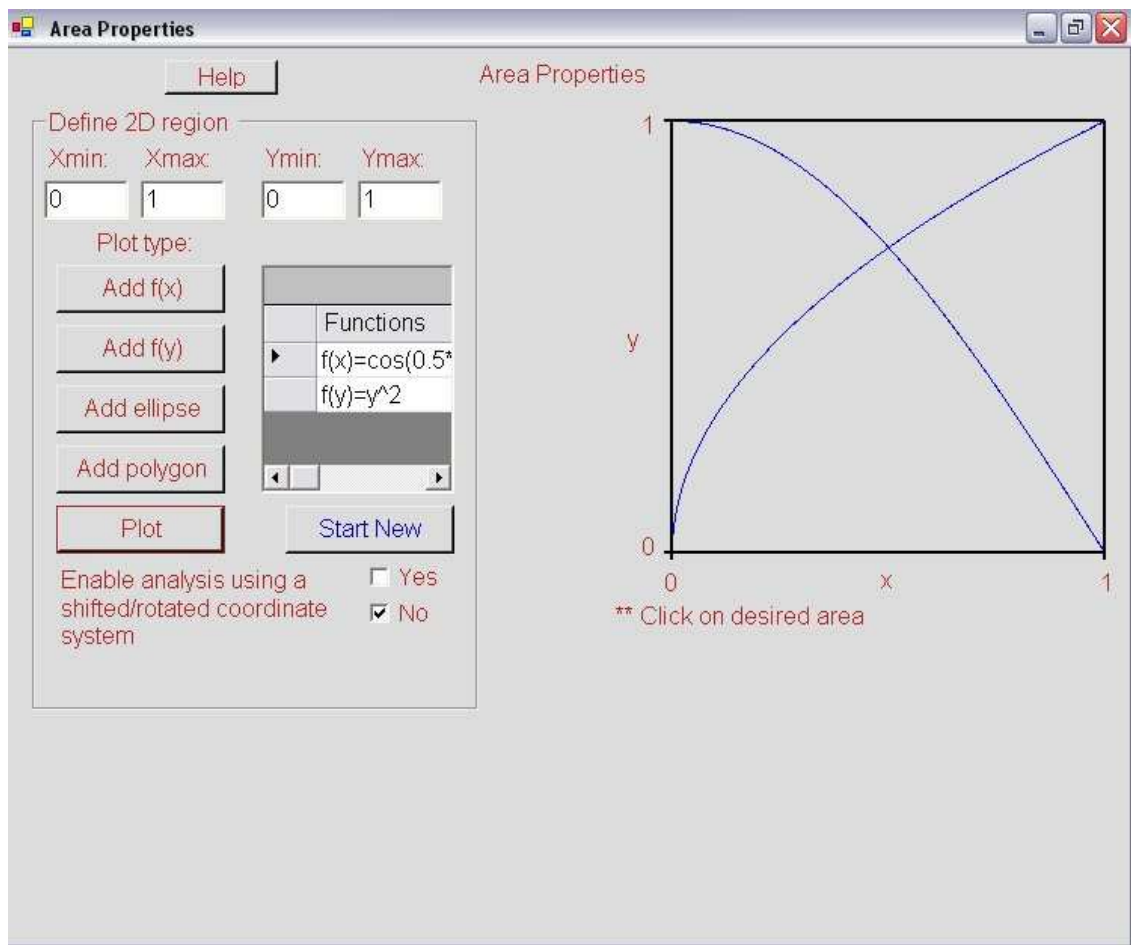 Area Properties
Help
Area Properties
Define 2D region
Xmin: Xmax: Ymin: Ymax:
0 1 0 1
Plot type:
Add f(x)
Add f(y)
Add ellipse
Add polygon
Plot
Functions
f(x)=cos(0.5*
f(y)=y^2
Start New
Enable analysis using a
shifted/rotated coordinate
system
Yes
No
1
y
0
0 x 1
** Click on desired area